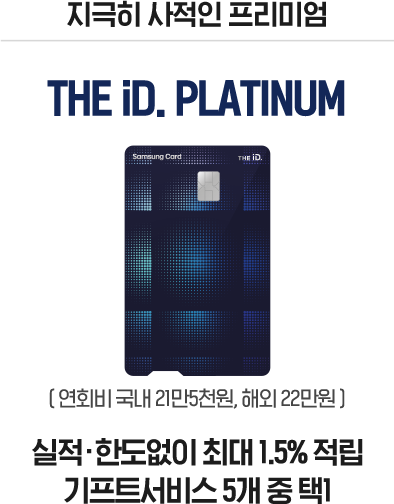 지극히 사적인 프리미엄
THE iD. PLATINUM
Samsung Card
THE iD.
( 연회비 국내 21만5천원, 해외 22만원 )
실적·한도없이 최대 1.5% 적립
기프트서비스 5개 중 택1